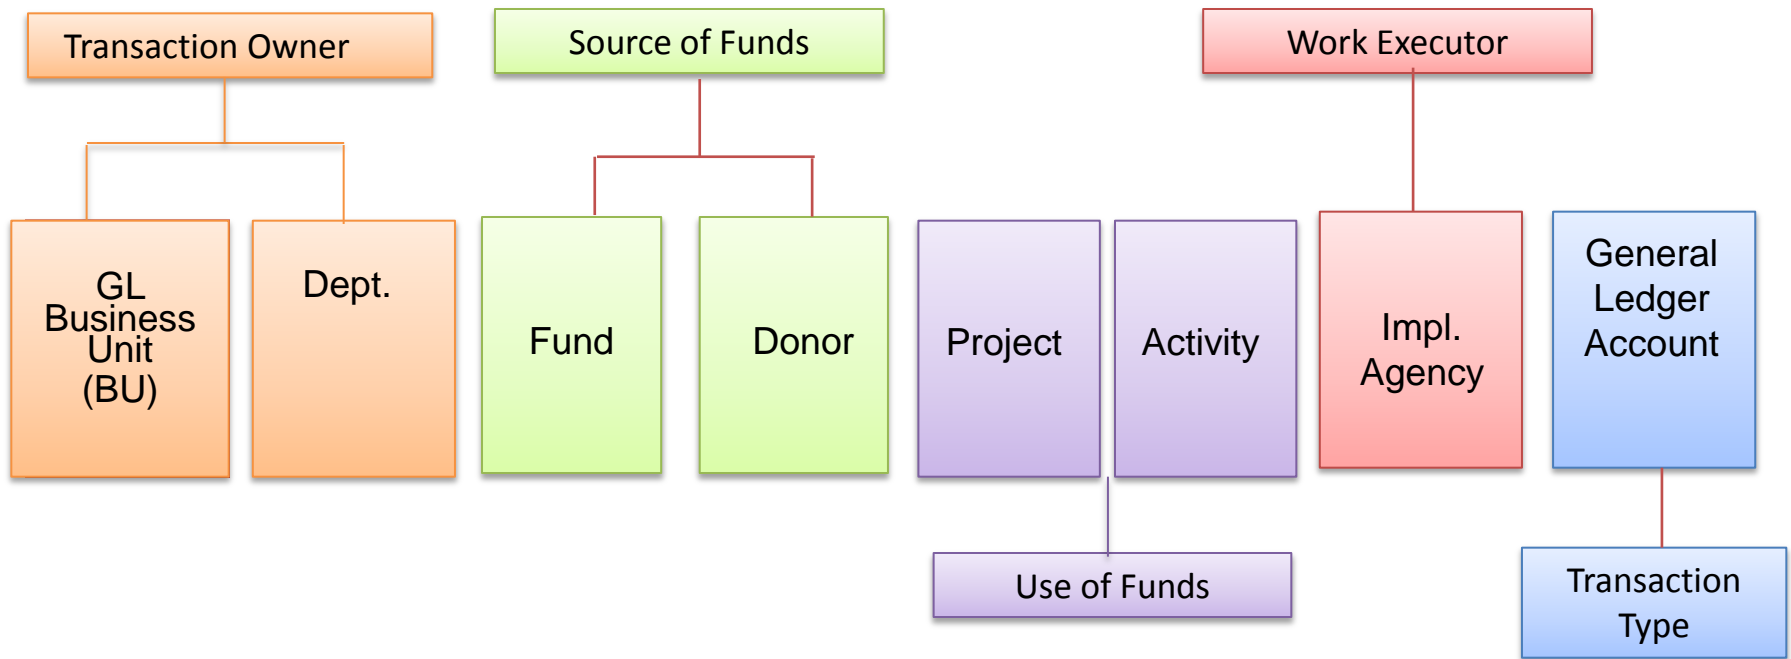 Transaction Owner
Source of Funds
Work Executor
GL
Business
Unit
(BU)
Dept.
Fund
Donor
Project
Activity
Impl.
Agency
General
Ledger
Account
Use of Funds
Transaction
Type